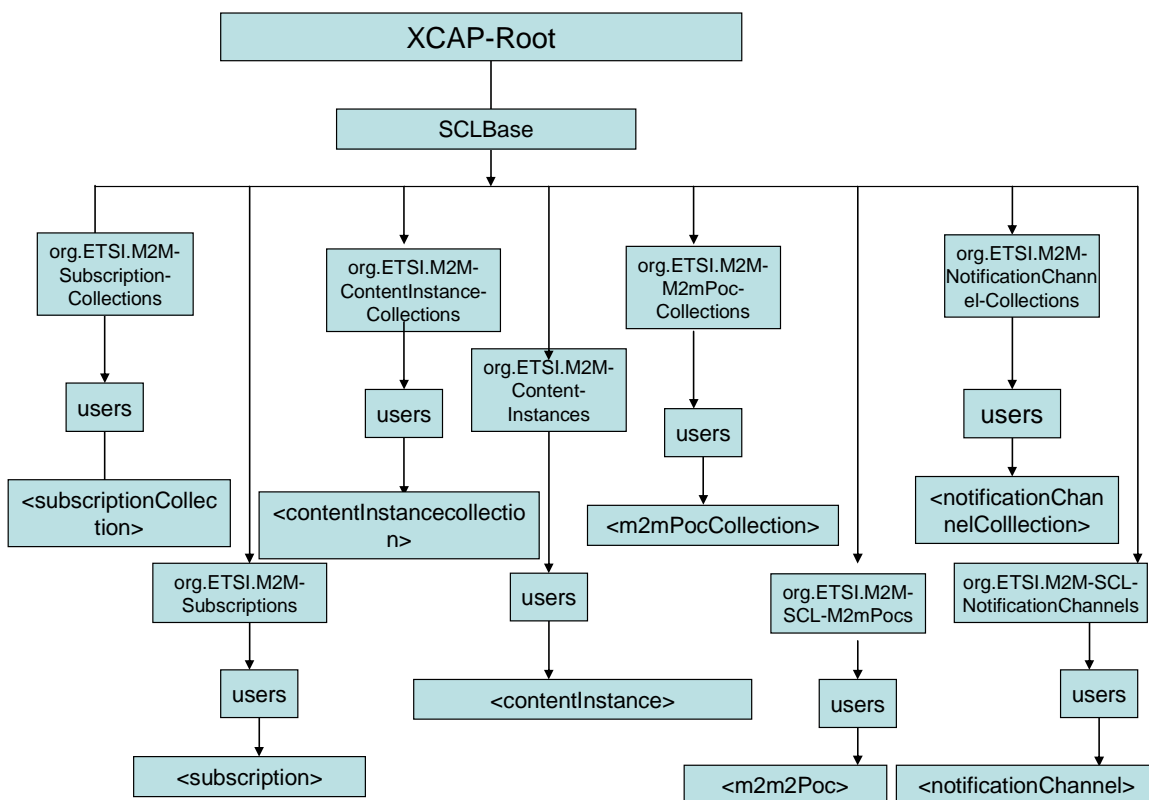 XCAP-Root
SCLBase
org.ETSI.M2M-
Subscription-
Collections
users
<subscriptionCollec
tion>
org.ETSI.M2M-
Subscriptions
users
<subscription>
org.ETSI.M2M-
ContentInstance-
Collections
users
<contentInstancecollectio
n>
org.ETSI.M2M-
Content-
Instances
users
<contentInstance>
org.ETSI.M2M-
M2mPoc-
Collections
users
<m2mPocCollection>
org.ETSI.M2M-
SCL-M2mPocs
users
<m2m2Poc>
org.ETSI.M2M-
NotificationChann
el-Collections
users
<notificationChan
nelColllection>
org.ETSI.M2M-SCL-
NotificationChannels
users
<notificationChannel>